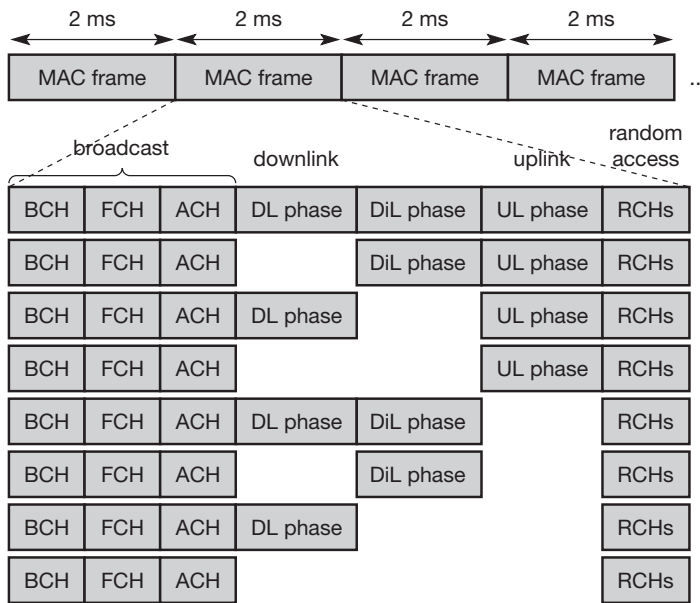 2 ms 2 ms 2 ms 2 ms
MAC frame MAC frame MAC frame MAC frame ..
random
broadcast downlink uplink access
BCH FCH ACH DL phase DiL phase UL phase RCHs
BCH FCH ACH DiL phase UL phase RCHs
BCH FCH ACH DL phase UL phase RCHs
BCH FCH ACH UL phase RCHs
BCH FCH ACH DL phase DiL phase RCHs
BCH FCH ACH DiL phase RCHs
BCH FCH ACH DL phase RCHs
BCH FCH ACH RCHs